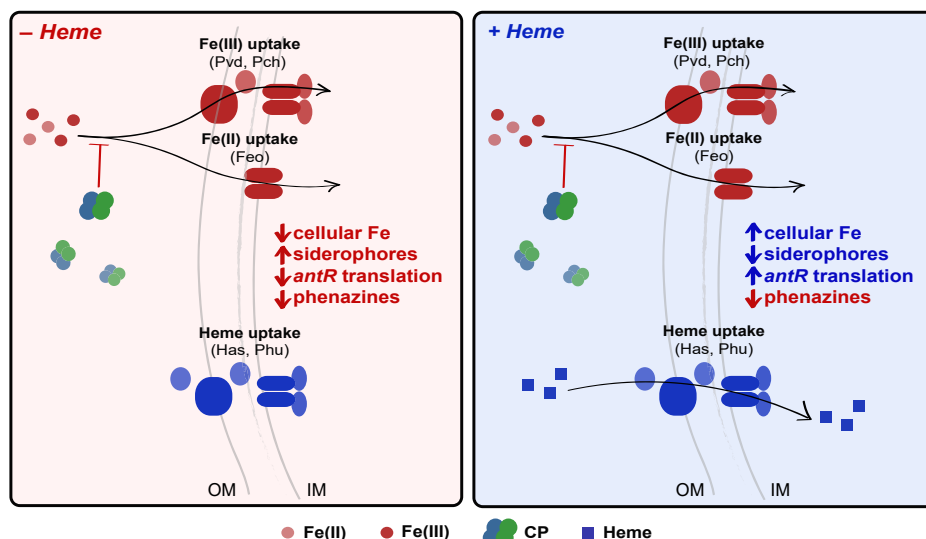 – Heme
Fe(III) uptake
(Pvd, Pch)
Fe(II) uptake
(Feo)
cellular Fe
siderophores
antR translation
phenazines
Heme uptake
(Has, Phu)
OM
IM
+ Heme
Fe(III) uptake
(Pvd, Pch)
Fe(II) uptake
(Feo)
cellular Fe
siderophores
antR translation
phenazines
Heme uptake
(Has, Phu)
OM
IM
Fe(II)
Fe(III)
CP
Heme